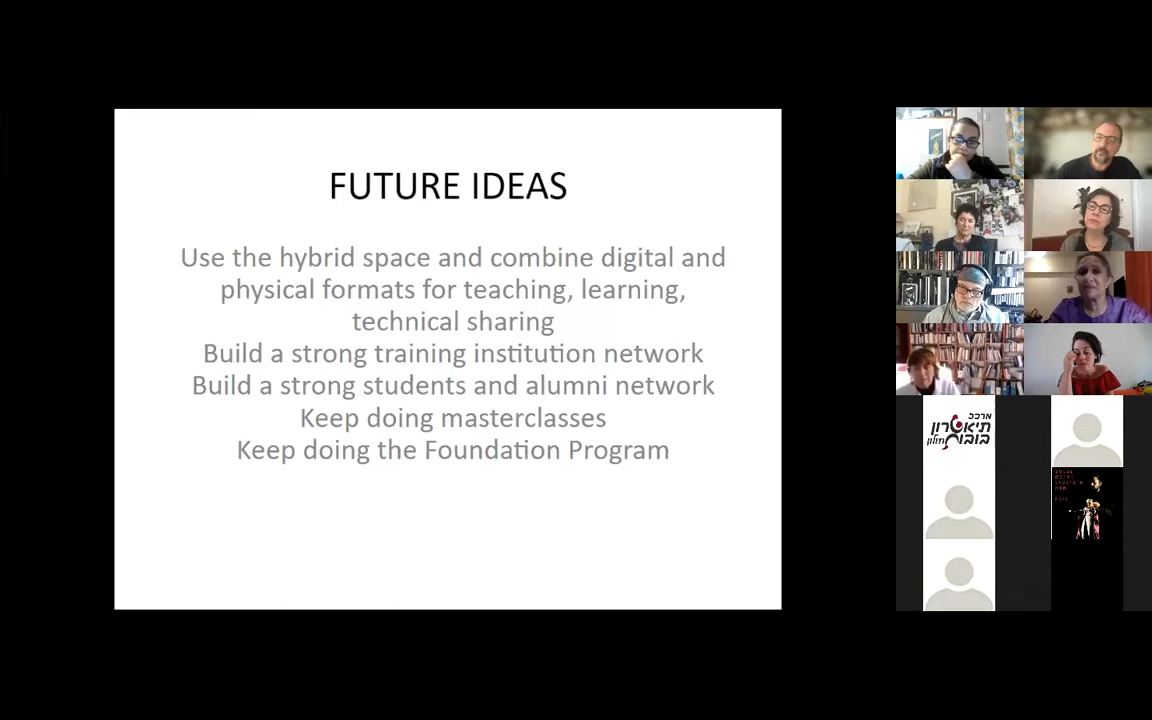 FUTURE IDEAS
Use the hybrid space and combine digital and
physical formats for teaching, learning,
technical sharing
Build a strong training institution network
Build a strong students and alumni network
Keep doing masterclasses
Keep doing the Foundation Program
מרכז
תיאטרון
בובות חולון